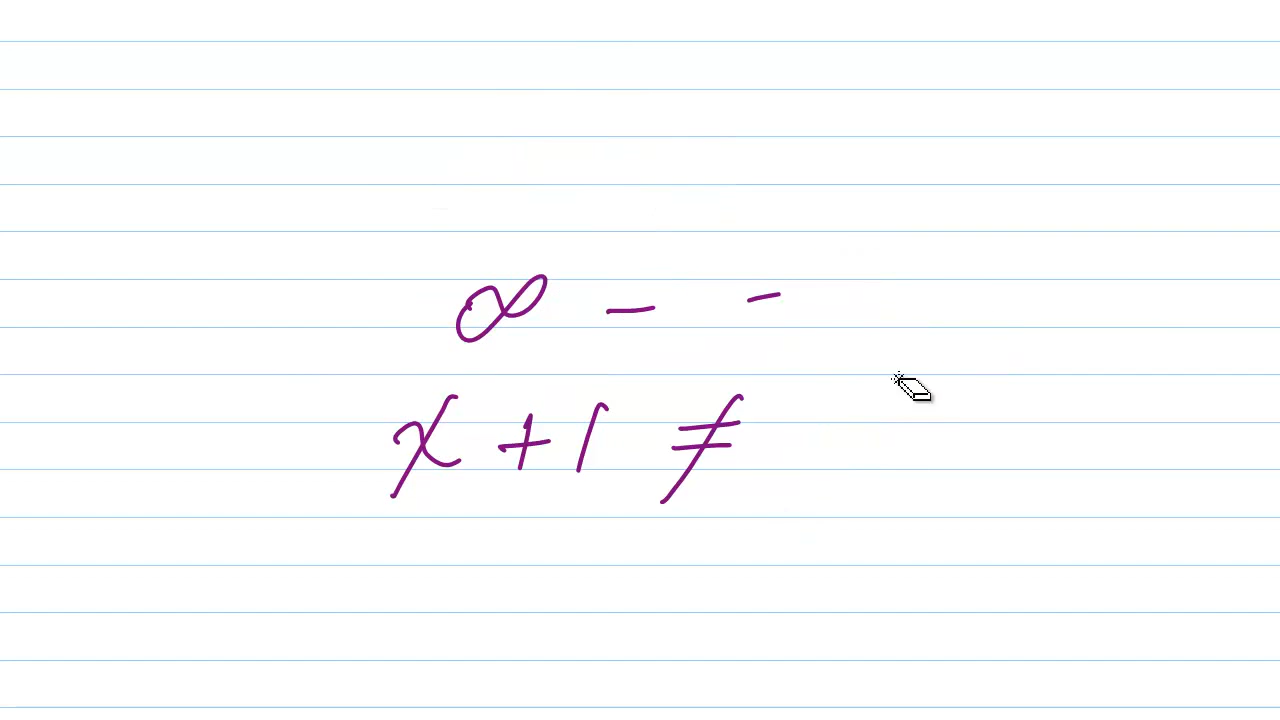 ∞ - -
x + 1 ≠